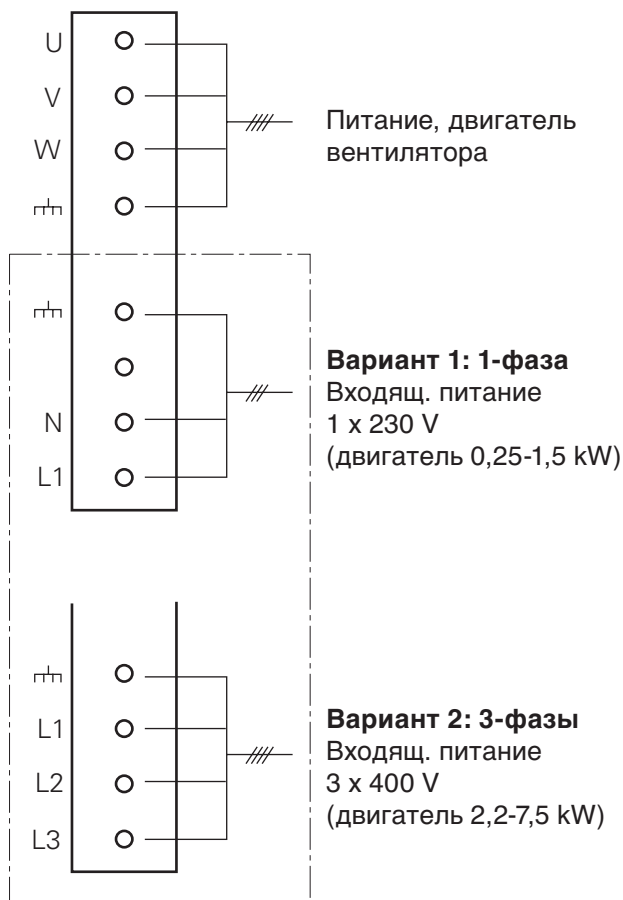 U
V
W
Питание, двигатель
вентилятора
N
L1
Вариант 1: 1-фаза
Входящ. питание
1 x 230 V
(двигатель 0,25-1,5 kW)
L1
L2
L3
Вариант 2: 3-фазы
Входящ. питание
3 x 400 V
(двигатель 2,2-7,5 kW)